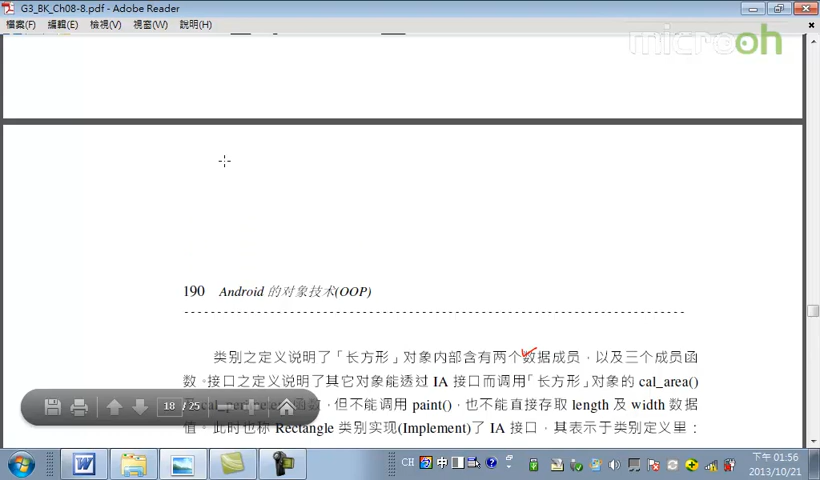 G3_BK_Ch08-8.pdf - Adobe Reader
檔案(F) 編輯(E) 檢視(V) 視窗(W) 說明(H)
microoh
190 Android 的对象技术(OOP)
类别之定义说明了「长方形」对象内部含有两个数据成员，以及三个成员函
数。接口之定义说明了其它对象能透过 IA 接口而调用「长方形」对象的 cal_area()
函数，但不能调用 paint()，也不能直接存取 length 及 width 数据
值。此时也称 Rectangle 类别实现(Implement)了 IA 接口，其表示于类别定义里：
18 / 25
CH 中
下午 01:56
2013/10/21